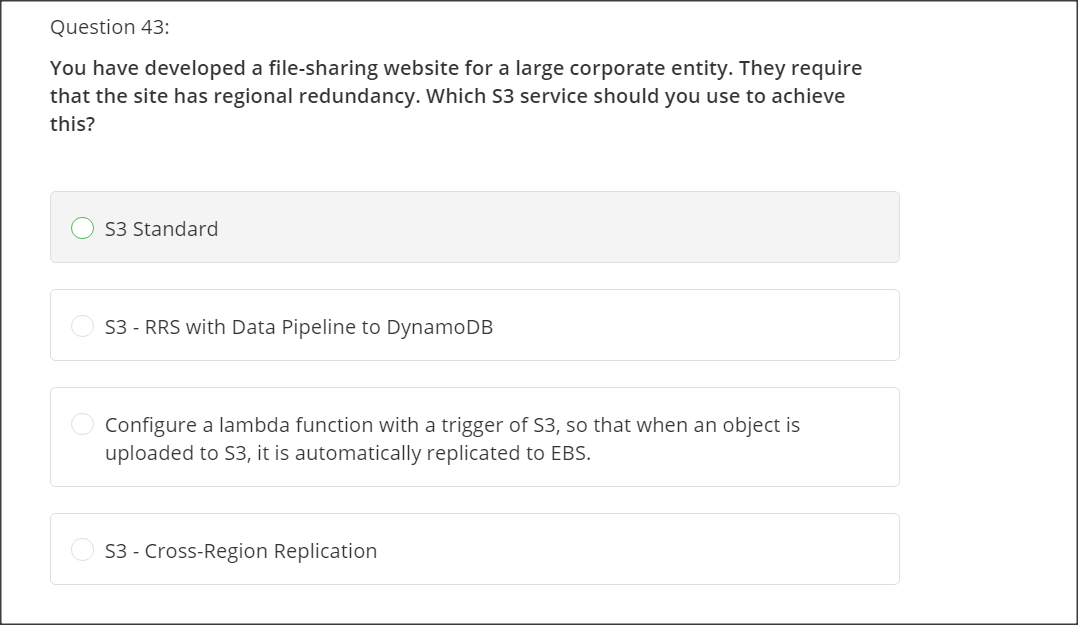 Question 43:
You have developed a file-sharing website for a large corporate entity. They require
that the site has regional redundancy. Which S3 service should you use to achieve
this?
S3 Standard
S3 - RRS with Data Pipeline to DynamoDB
Configure a lambda function with a trigger of S3, so that when an object is
uploaded to S3, it is automatically replicated to EBS.
S3 - Cross-Region Replication